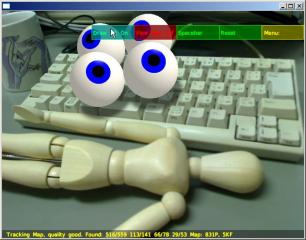 Draw: On Spacebar Reset Menu:
Tracking Map, quality good. Found: 516/559 113/141 66/78 29/53 Map: 831P, 5KF